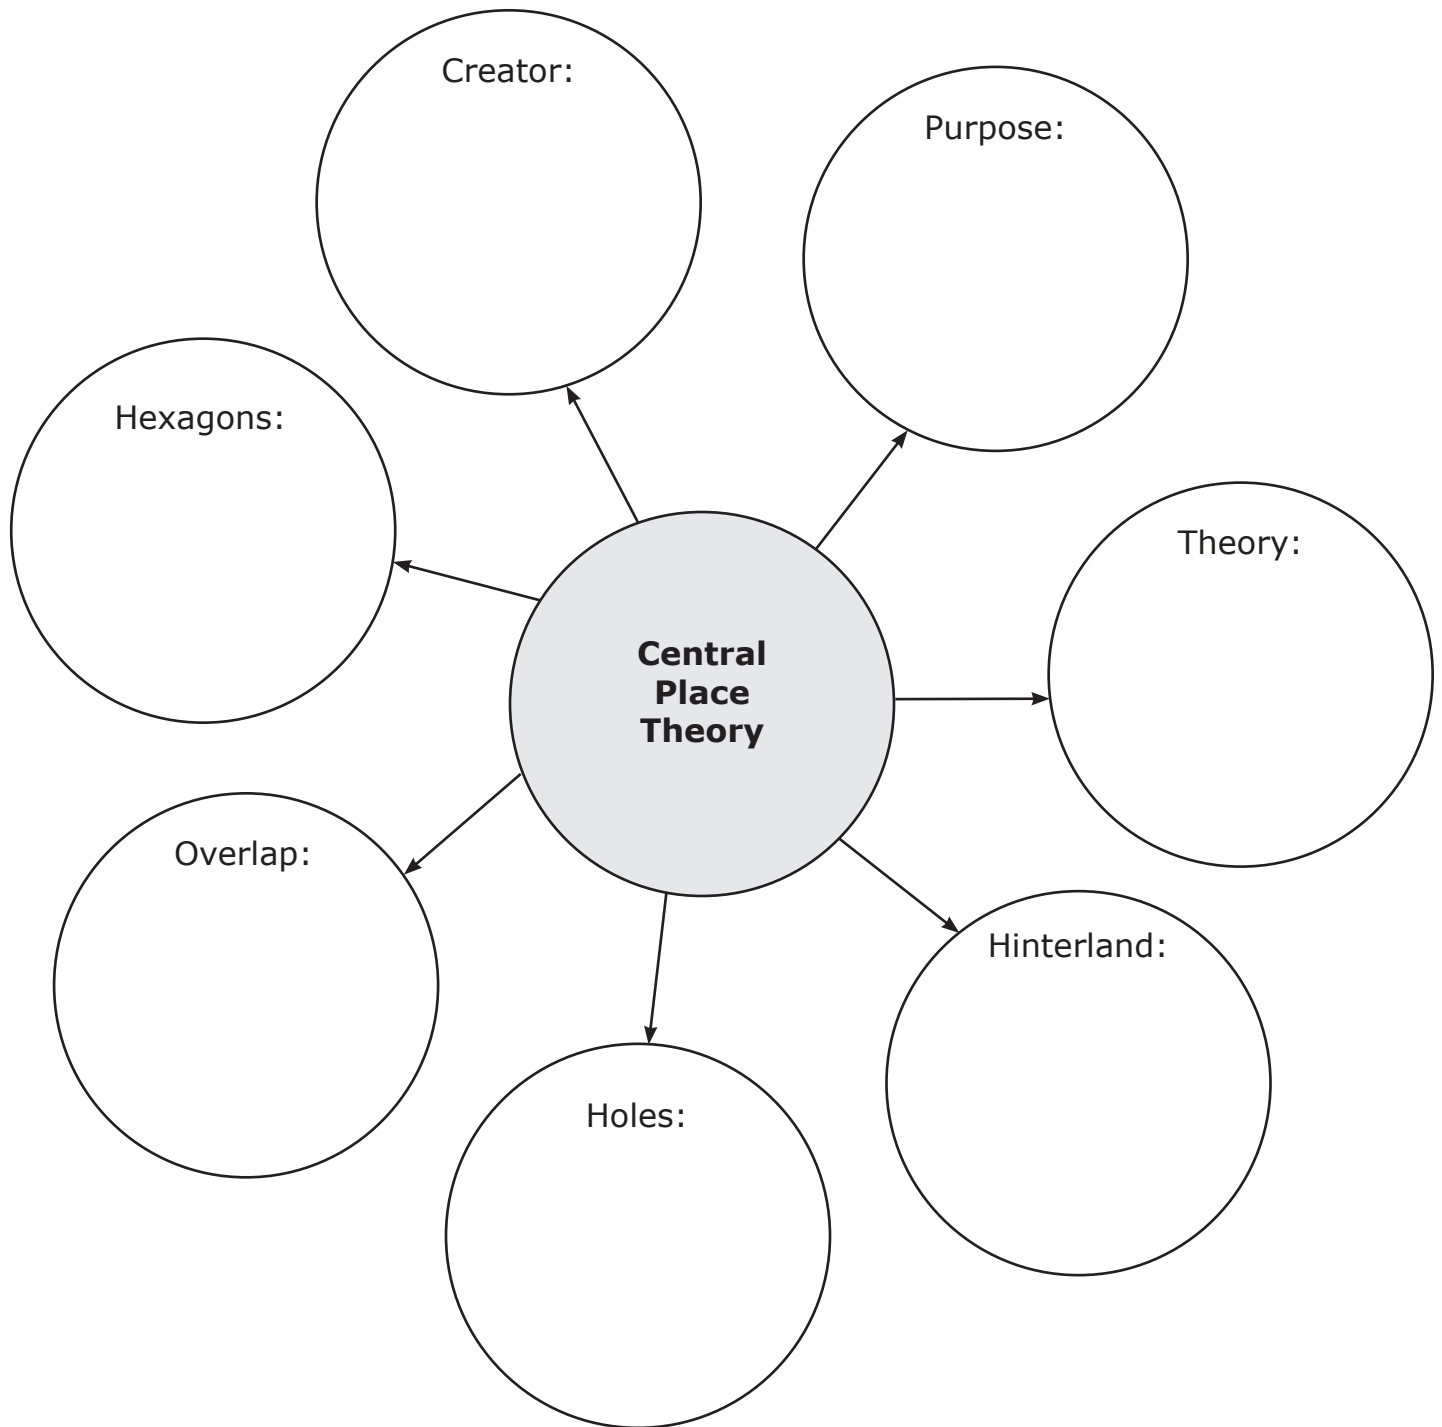 Creator:
Purpose:
Hexagons:
Theory:
Central
Place
Theory
Overlap:
Hinterland:
Holes: